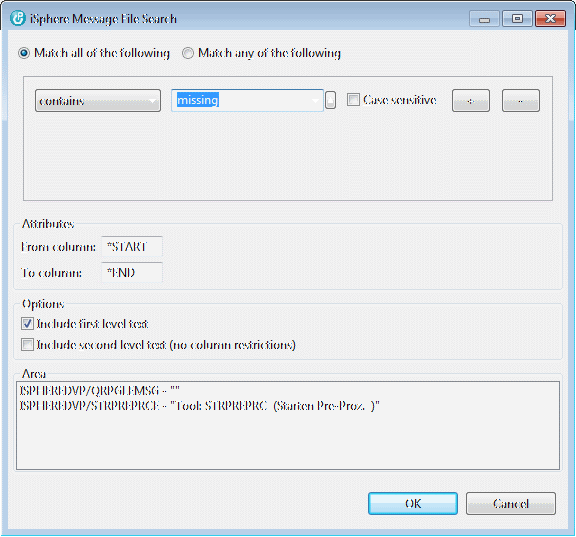 iSphere Message File Search
Match all of the following Match any of the following
contains missing Case sensitive + -
Attributes
From column: *START
To column: *END
Options
Include first level text
Include second level text (no column restrictions)
Area
ISPHEREDVP/QRPGLEMSG - ""
ISPHEREDVP/STRPREPRCE - "Tool: STRPREPRC (Starten Pre-Proz. )"
OK Cancel